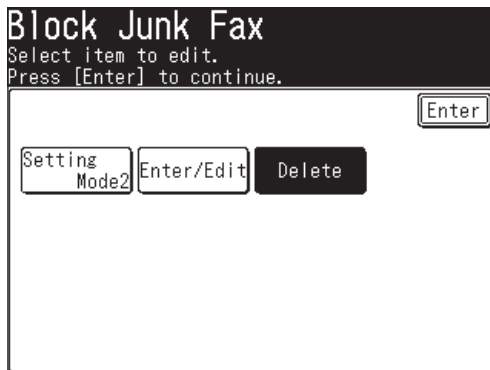 Block Junk Fax
Select item to edit.
Press [Enter] to continue.
Enter
Setting
Mode2
Enter/Edit
Delete